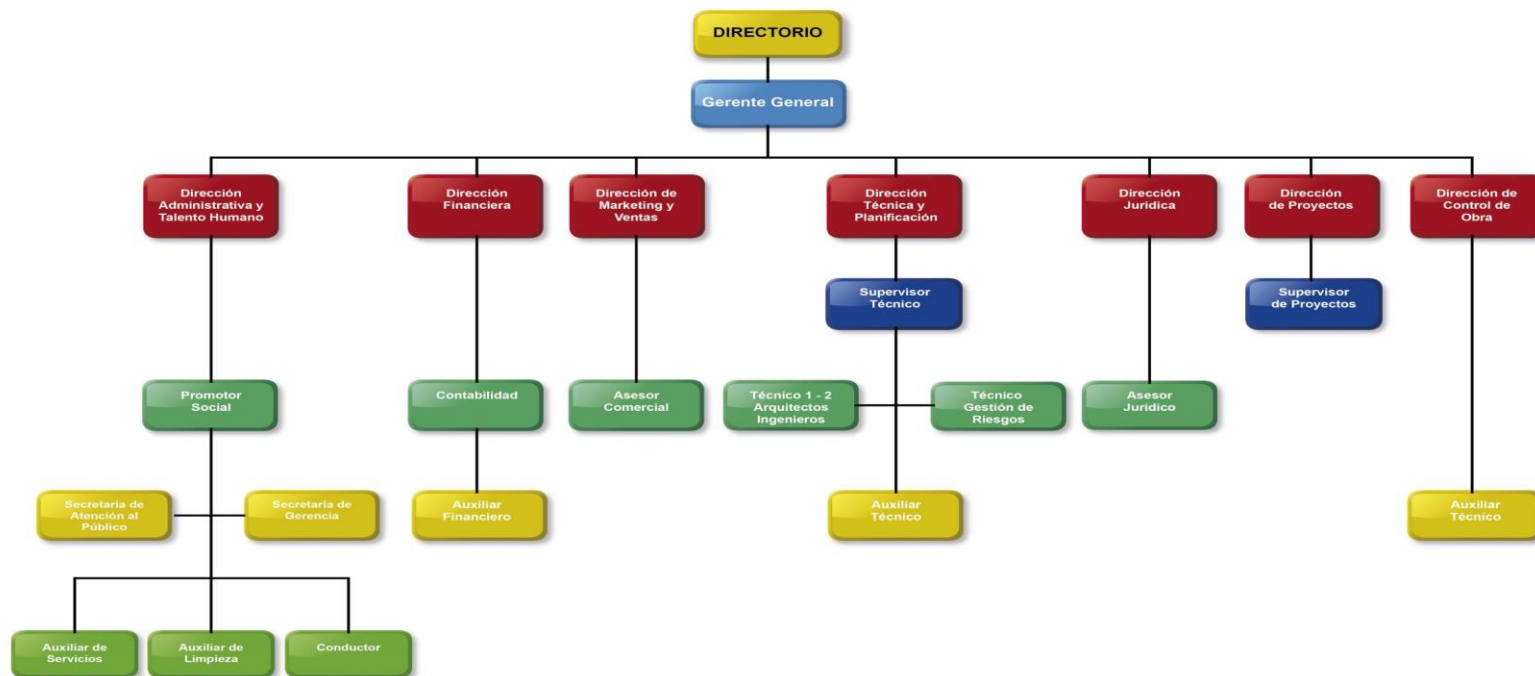 DIRECTORIO
Gerente General
Dirección
Administrativa y
Talento Humano
Dirección
Financiera
Dirección de
Marketing y
Ventas
Dirección
Técnica y
Planificación
Dirección
Jurídica
Dirección
de Proyectos
Dirección de
Control de
Obra
Supervisor
Técnico
Supervisor
de Proyectos
Promotor
Social
Contabilidad
Asesor
Comercial
Técnico 1 - 2
Arquitectos
Ingenieros
Técnico
Gestión de
Riesgos
Asesor
Jurídico
Secretaría de
Atención al
Público
Secretaría de
Gerencia
Auxiliar
Financiero
Auxiliar
Técnico
Auxiliar
Técnico
Auxiliar de
Servicios
Auxiliar de
Limpieza
Conductor